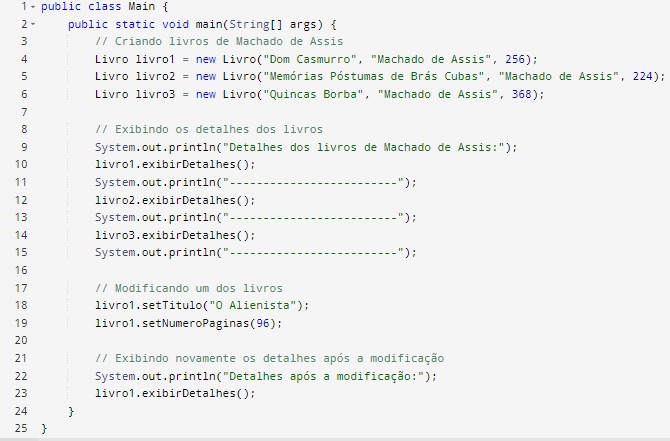 1 public class Main {
2 public static void main(String[] args) {
3 // Criando livros de Machado de Assis
4 Livro livro1 = new Livro("Dom Casmurro", "Machado de Assis", 256);
5 Livro livro2 = new Livro("Memórias Póstumas de Brás Cubas", "Machado de Assis", 224);
6 Livro livro3 = new Livro("Quincas Borba", "Machado de Assis", 368);
7
8 // Exibindo os detalhes dos livros
9 System.out.println("Detalhes dos livros de Machado de Assis:");
10 livro1.exibirDetalhes();
11 System.out.println("-------------------------");
12 livro2.exibirDetalhes();
13 System.out.println("-------------------------");
14 livro3.exibirDetalhes();
15 System.out.println("-------------------------");
16
17 // Modificando um dos livros
18 livro1.setTitulo("O Alienista");
19 livro1.setNumeroPaginas(96);
20
21 // Exibindo novamente os detalhes após a modificação
22 System.out.println("Detalhes após a modificação:");
23 livro1.exibirDetalhes();
24 }
25 }